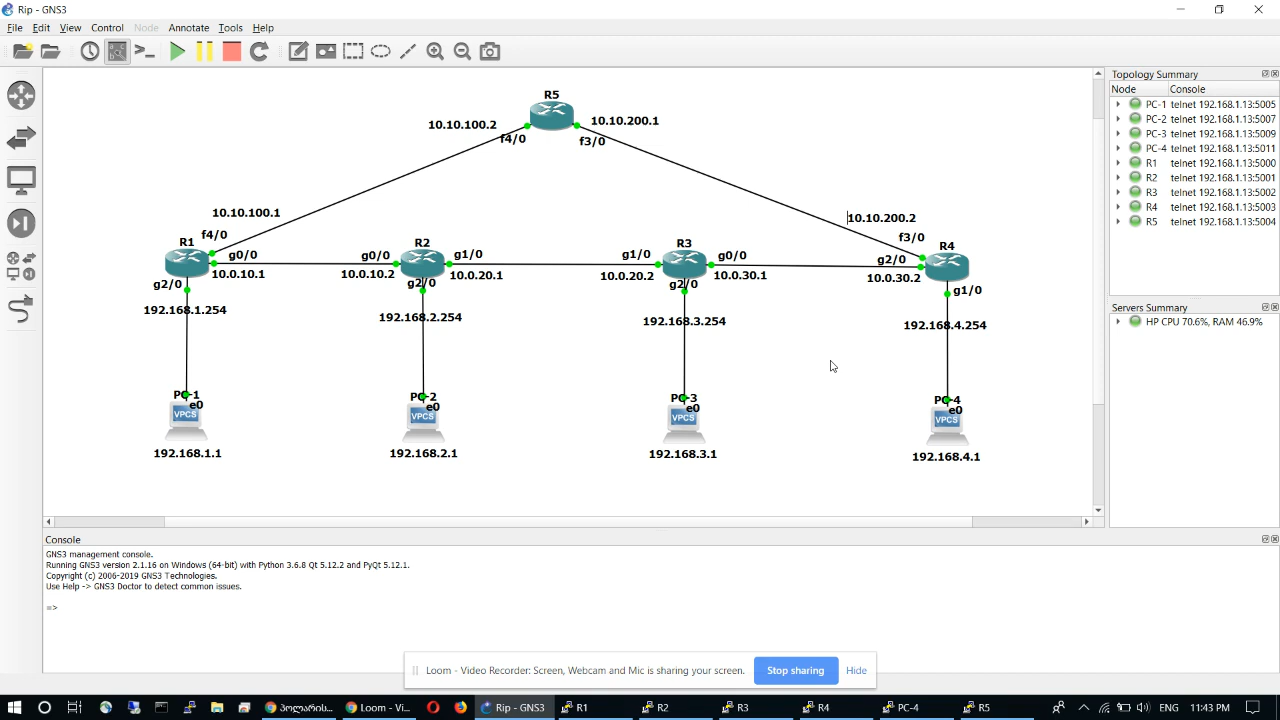 Rip - GNS3
File Edit View Control Node Annotate Tools Help
R5
10.10.100.2
10.10.200.1
f4/0
f3/0
10.10.100.1
10.10.200.2
f4/0
f3/0
R1
R2
R3
R4
g0/0
g0/0
g1/0
g1/0
g0/0
g2/0
10.0.10.1
10.0.10.2
10.0.20.1
10.0.20.2
10.0.30.1
10.0.30.2
g2/0
g2/0
g2/0
g1/0
192.168.1.254
192.168.2.254
192.168.3.254
192.168.4.254
PC-1
PC-2
PC-3
PC-4
e0
e0
e0
e0
VPCS
VPCS
VPCS
VPCS
192.168.1.1
192.168.2.1
192.168.3.1
192.168.4.1
Topology Summary
Node Console
PC-1 telnet 192.168.1.13:5005
PC-2 telnet 192.168.1.13:5007
PC-3 telnet 192.168.1.13:5009
PC-4 telnet 192.168.1.13:5011
R1 telnet 192.168.1.13:5000
R2 telnet 192.168.1.13:5001
R3 telnet 192.168.1.13:5002
R4 telnet 192.168.1.13:5003
R5 telnet 192.168.1.13:5004
Servers Summary
HP CPU 70.6%, RAM 46.9%
Console
GNS3 management console.
Running GNS3 version 2.1.16 on Windows (64-bit) with Python 3.6.8 Qt 5.12.2 and PyQt 5.12.1.
Copyright (c) 2006-2019 GNS3 Technologies.
Use Help -> GNS3 Doctor to detect common issues.
=>
Loom - Video Recorder: Screen, Webcam and Mic is sharing your screen. Stop sharing Hide
პოლარის... Loom - Vi... Rip - GNS3 R1 R2 R3 R4 PC-4 R5 ENG 11:43 PM